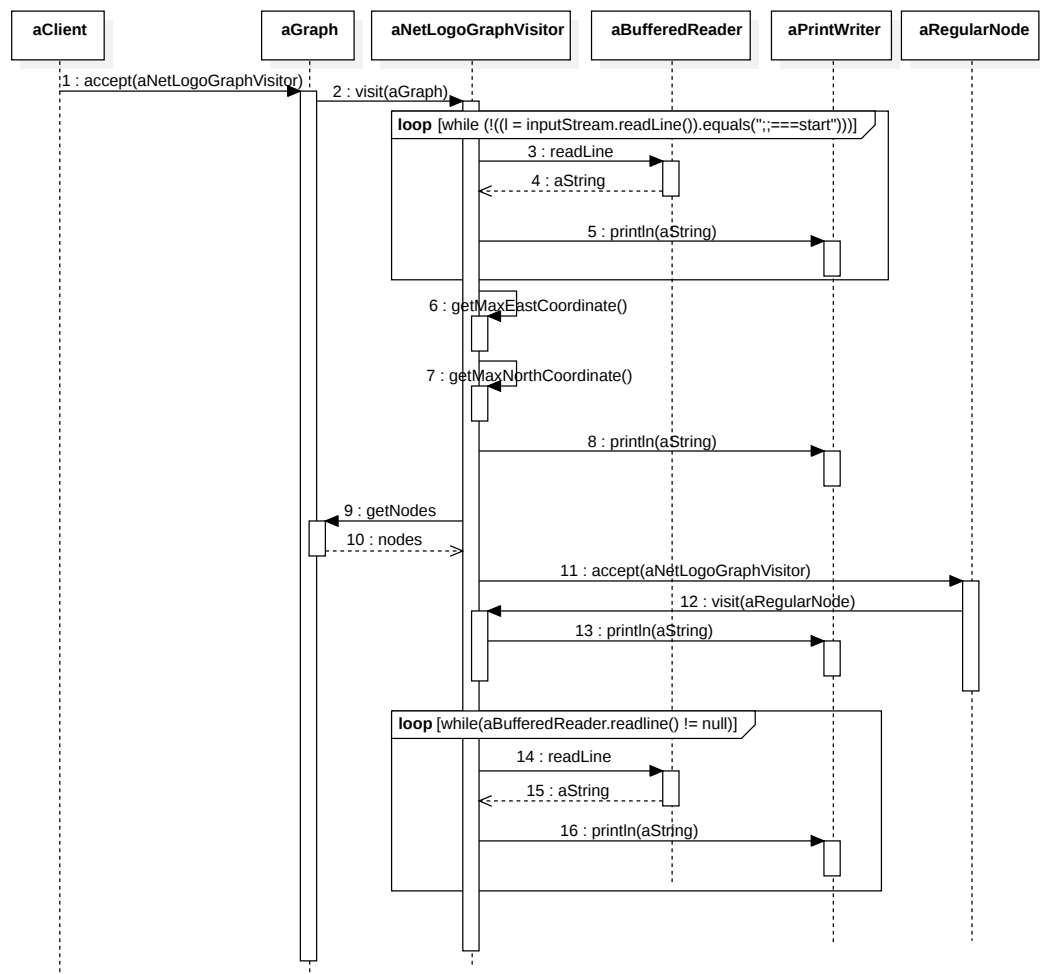 aClient
aGraph
aNetLogoGraphVisitor
aBufferedReader
aPrintWriter
aRegularNode
1 : accept(aNetLogoGraphVisitor)
2 : visit(aGraph)
loop [while (!((l = inputStream.readLine()).equals(";;===start")))]
3 : readLine
4 : aString
5 : println(aString)
6 : getMaxEastCoordinate()
7 : getMaxNorthCoordinate()
8 : println(aString)
9 : getNodes
10 : nodes
11 : accept(aNetLogoGraphVisitor)
12 : visit(aRegularNode)
13 : println(aString)
loop [while(aBufferedReader.readline() != null)]
14 : readLine
15 : aString
16 : println(aString)